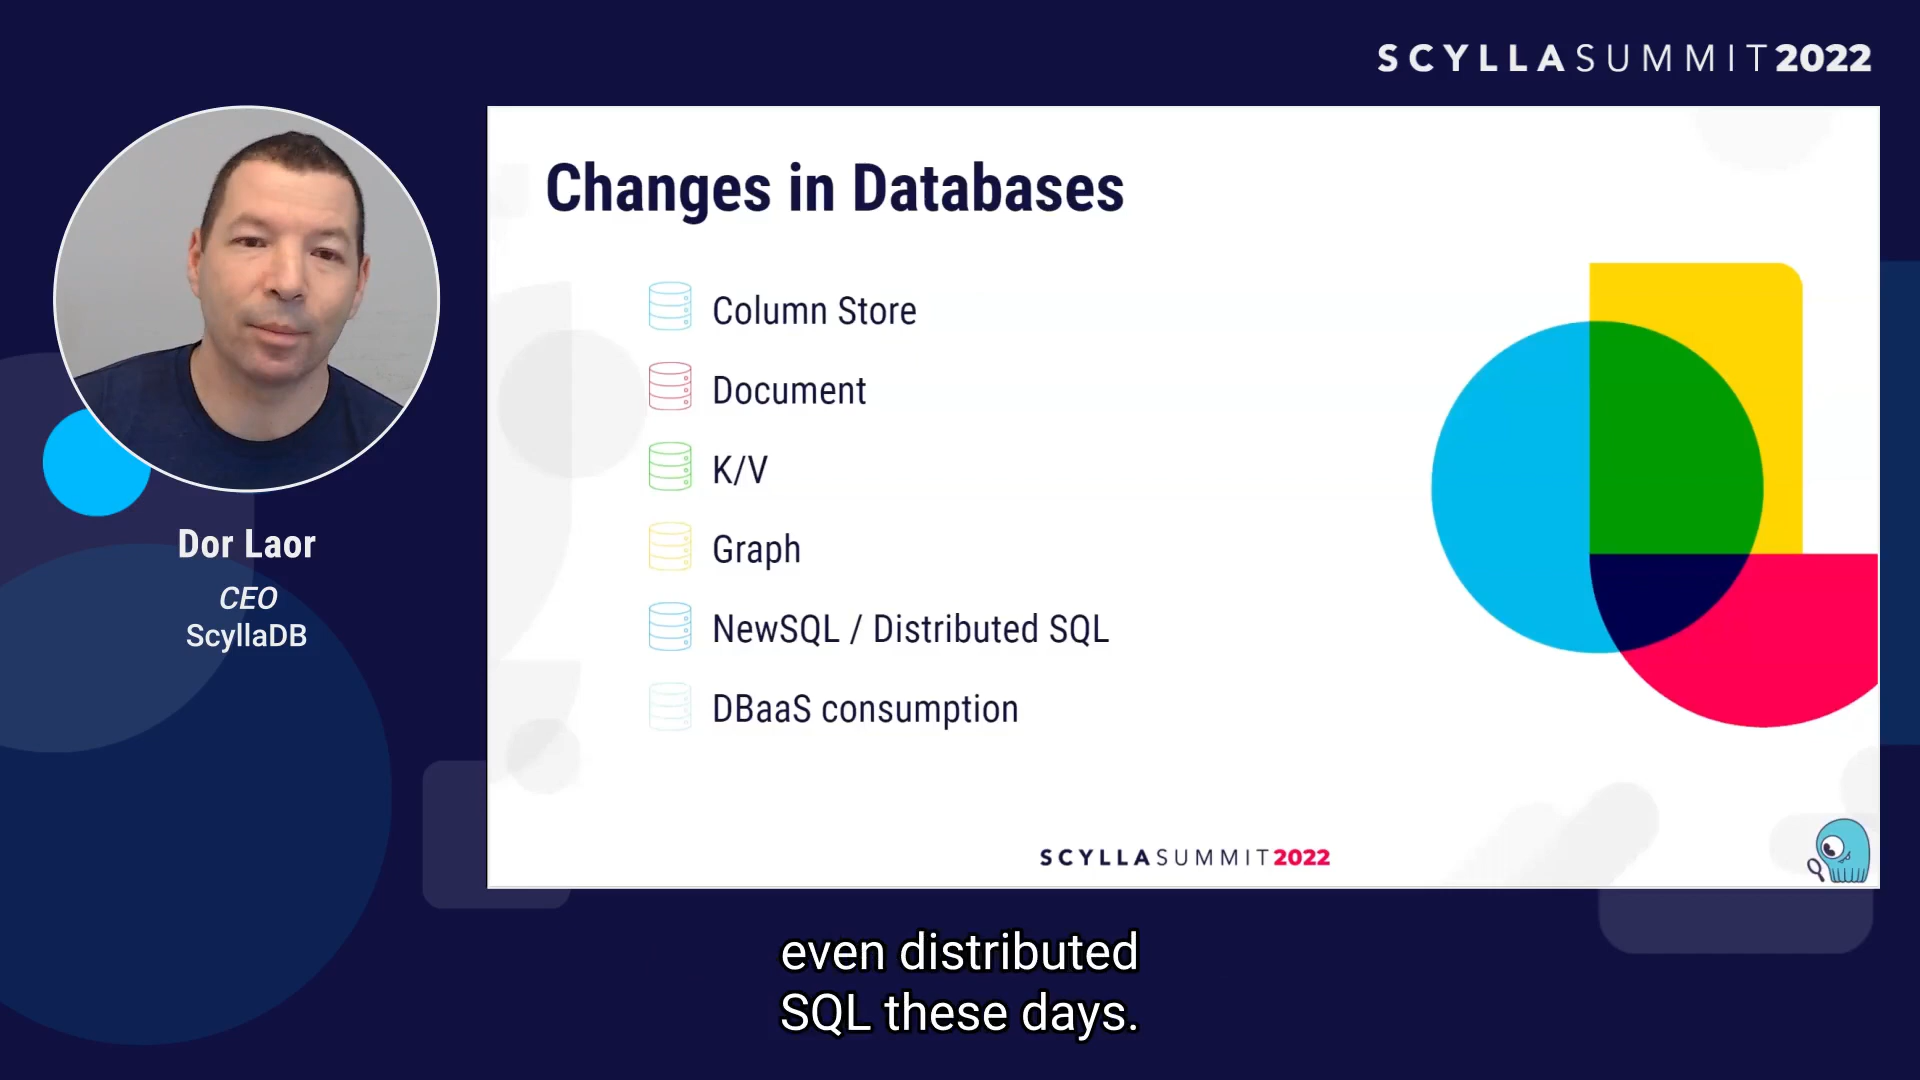 SCYLLASUMMIT2022
Changes in Databases
Column Store
Document
K/V
Graph
NewSQL / Distributed SQL
DBaaS consumption
Dor Laor
CEO
ScyllaDB
SCYLLASUMMIT2022
even distributed
SQL these days.